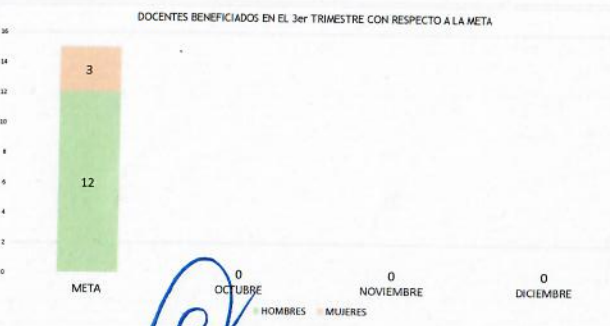 DOCENTES BENEFICIADOS EN EL 3er TRIMESTRE CON RESPECTO A LA META
16
14
12
10
8
6
4
2
0
3
12
0
0
0
META
OCTUBRE
NOVIEMBRE
DICIEMBRE
HOMBRES MUJERES